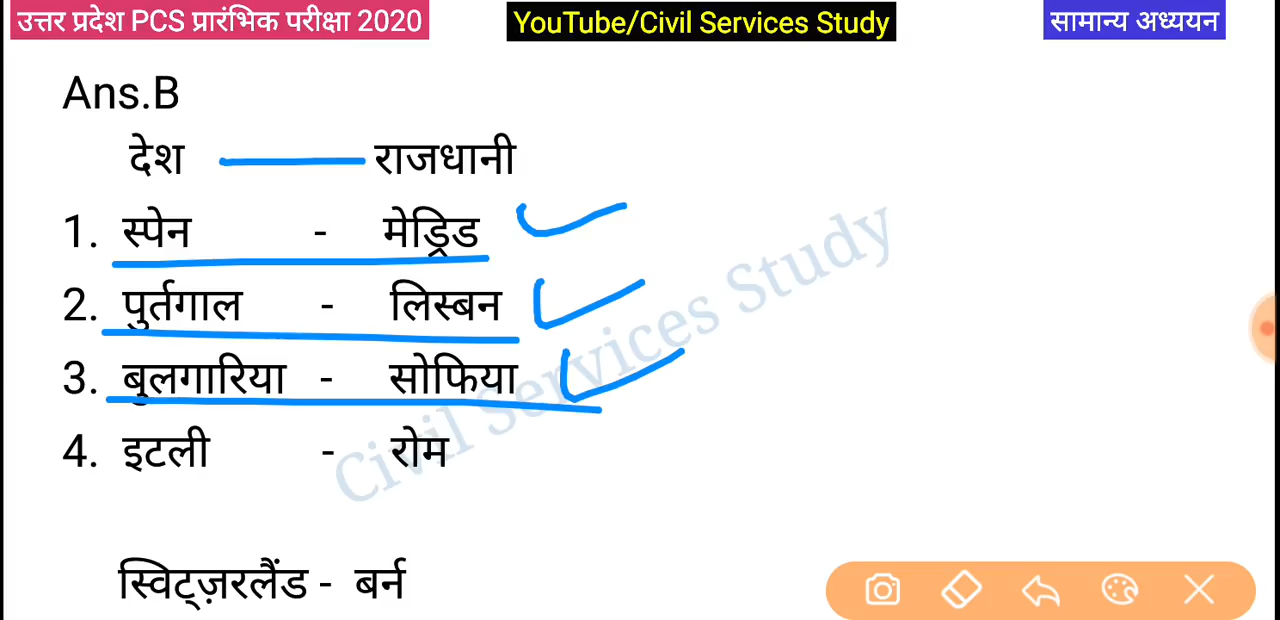 उत्तर प्रदेश PCS प्रारंभिक परीक्षा 2020
YouTube/Civil Services Study
सामान्य अध्ययन
Ans.B
देश राजधानी
1. स्पेन - मेड्रिड
2. पुर्तगाल - लिस्बन
3. बुलगारिया - सोफिया
4. इटली - रोम
स्विट्ज़रलैंड - बर्न
Civil Services Study